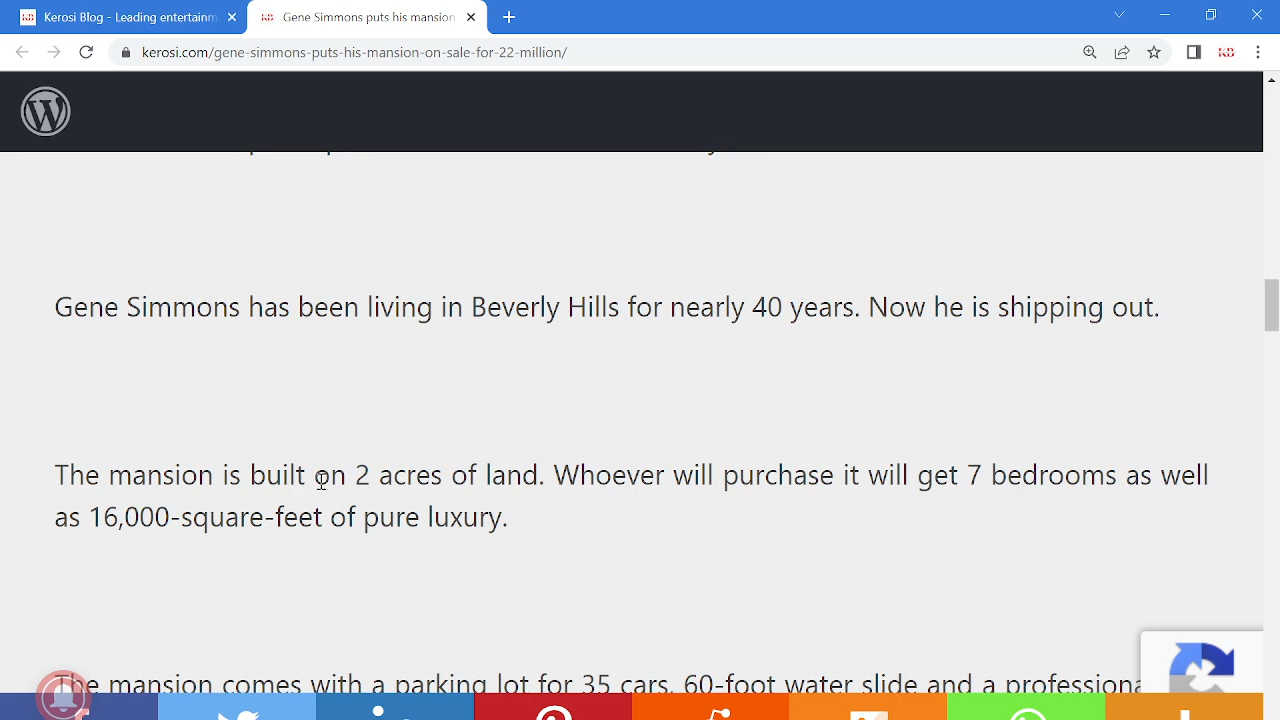 Kerosi Blog - Leading entertainm
Gene Simmons puts his mansion
kerosi.com/gene-simmons-puts-his-mansion-on-sale-for-22-million/
KD
Gene Simmons has been living in Beverly Hills for nearly 40 years. Now he is shipping out.
The mansion is built on 2 acres of land. Whoever will purchase it will get 7 bedrooms as well
as 16,000-square-feet of pure luxury.
The mansion comes with a parking lot for 35 cars, 60-foot water slide and a professiona